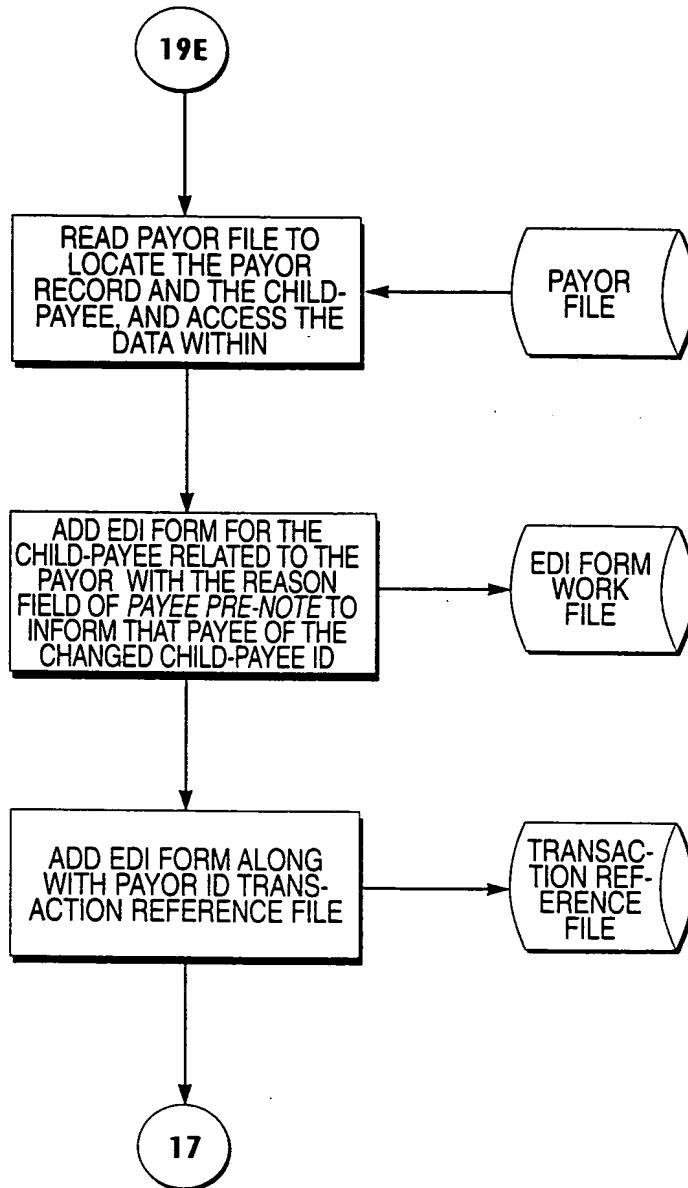 19E
READ PAYOR FILE TO
LOCATE THE PAYOR
RECORD AND THE CHILD-
PAYEE, AND ACCESS THE
DATA WITHIN
PAYOR
FILE
ADD EDI FORM FOR THE
CHILD-PAYEE RELATED TO THE
PAYOR WITH THE REASON
FIELD OF PAYEE PRE-NOTE TO
INFORM THAT PAYEE OF THE
CHANGED CHILD-PAYEE ID
EDI FORM
WORK
FILE
ADD EDI FORM ALONG
WITH PAYOR ID TRANS-
ACTION REFERENCE FILE
TRANSAC-
TION REF-
ERENCE
FILE
17